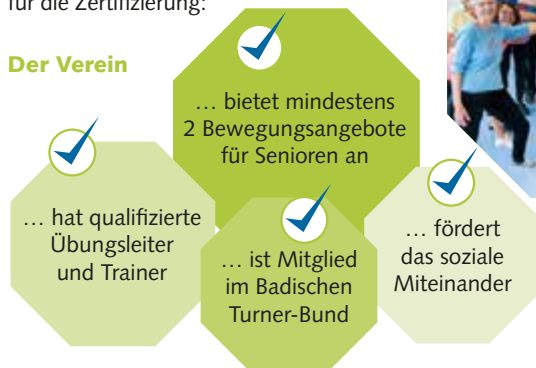 für die Zertifizierung:
Der Verein
… bietet mindestens
2 Bewegungsangebote
für Senioren an
… hat qualifizierte
Übungsleiter
und Trainer
… ist Mitglied
im Badischen
Turner-Bund
… fördert
das soziale
Miteinander